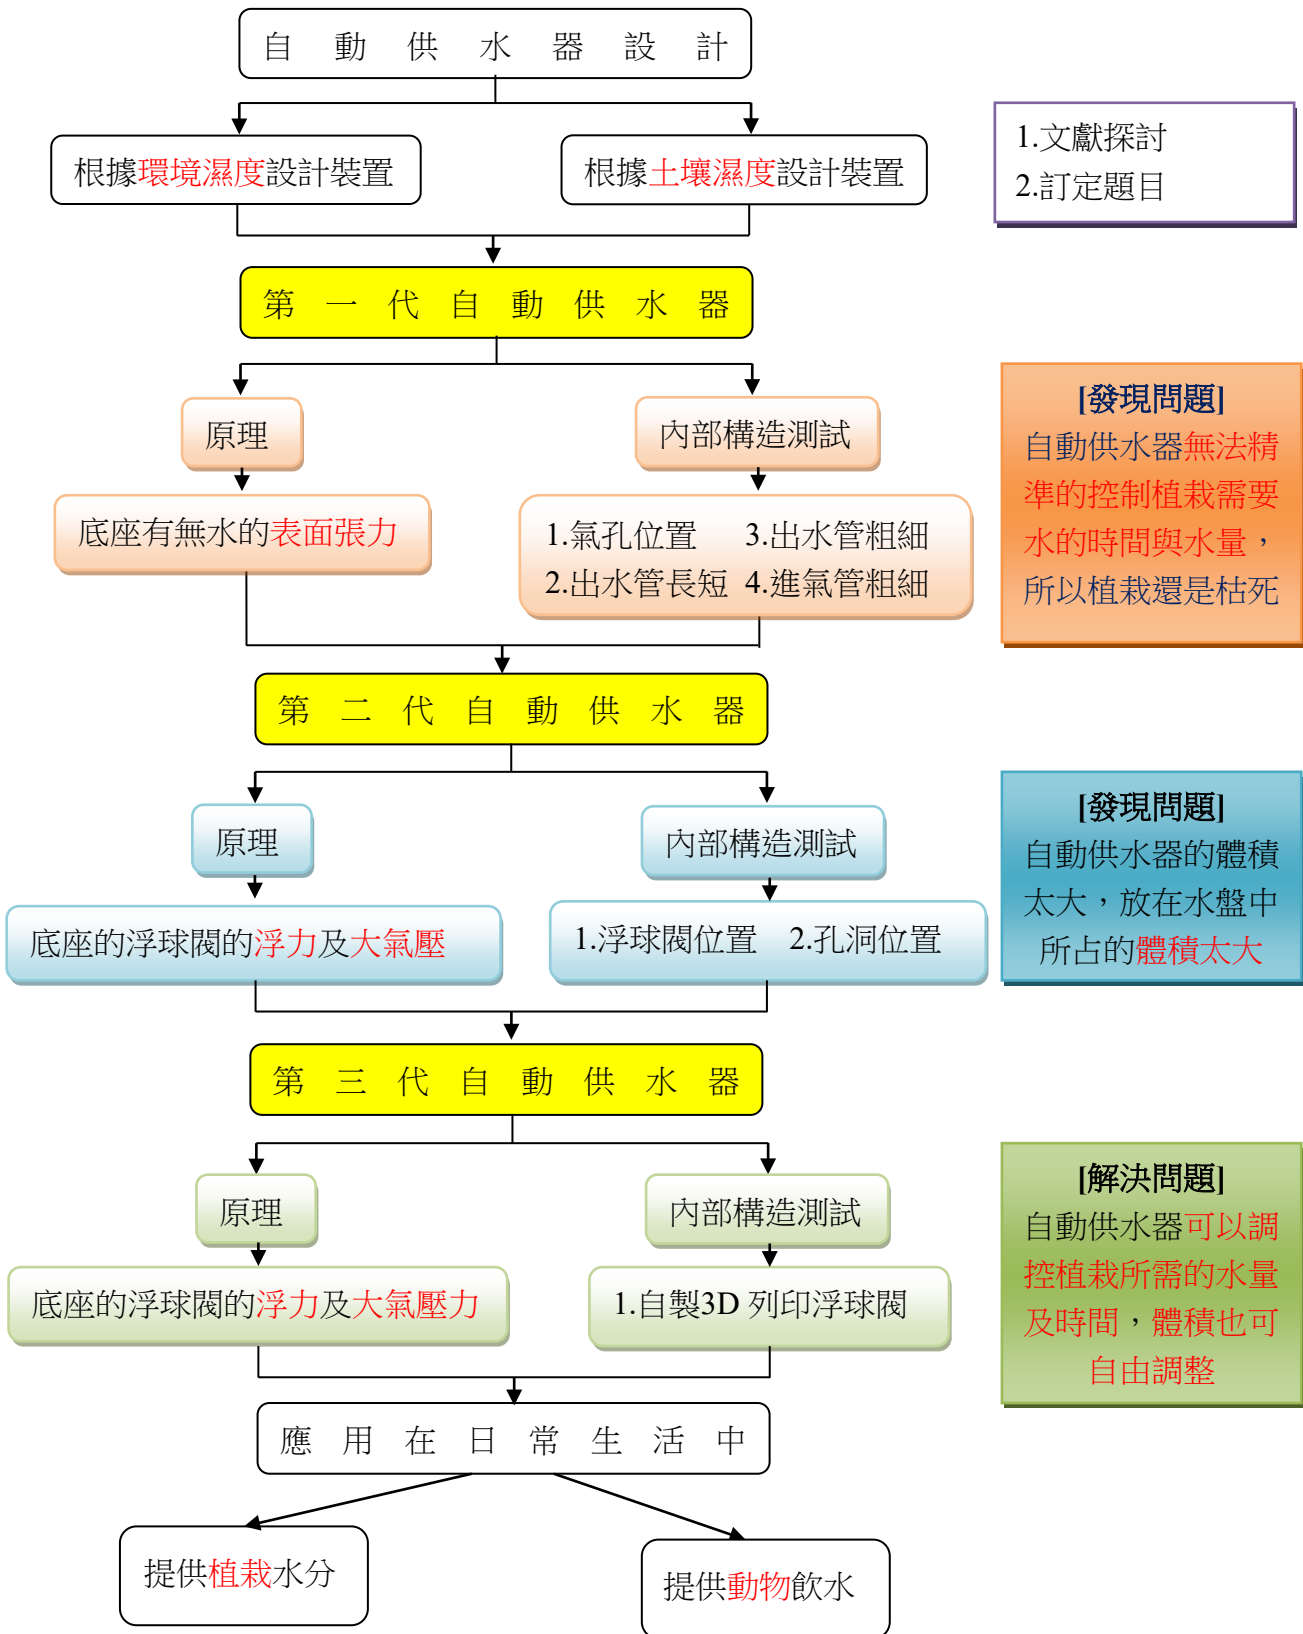 自動供水器設計
根據環境濕度設計裝置
根據土壤濕度設計裝置
1.文獻探討
2.訂定題目
第一代自動供水器
原理
內部構造測試
底座有無水的表面張力
1.氣孔位置 3.出水管粗細
2.出水管長短 4.進氣管粗細
[發現問題]
自動供水器無法精
準的控制植栽需要
水的時間與水量，
所以植栽還是枯死
第二代自動供水器
原理
內部構造測試
底座的浮球閥的浮力及大氣壓
1.浮球閥位置 2.孔洞位置
[發現問題]
自動供水器的體積
太大，放在水盤中
所占的體積太大
第三代自動供水器
原理
內部構造測試
底座的浮球閥的浮力及大氣壓力
1.自製3D 列印浮球閥
[解決問題]
自動供水器可以調
控植栽所需的水量
及時間，體積也可
自由調整
應用在日常生活中
提供植栽水分
提供動物飲水